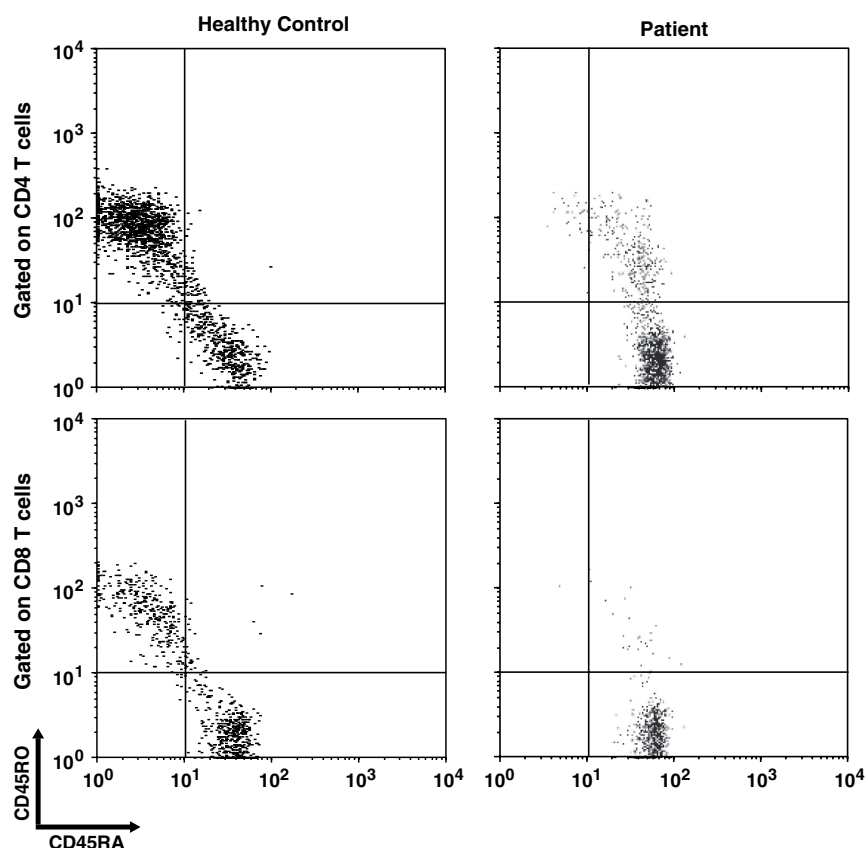 Healthy Control
Patient
Gated on CD4 T cells
10⁴
10³
10²
10¹
10⁰
Gated on CD8 T cells
10⁴
10³
10²
10¹
10⁰
10⁰ 10¹ 10² 10³ 10⁴
10⁰ 10¹ 10² 10³ 10⁴
CD45RO
CD45RA